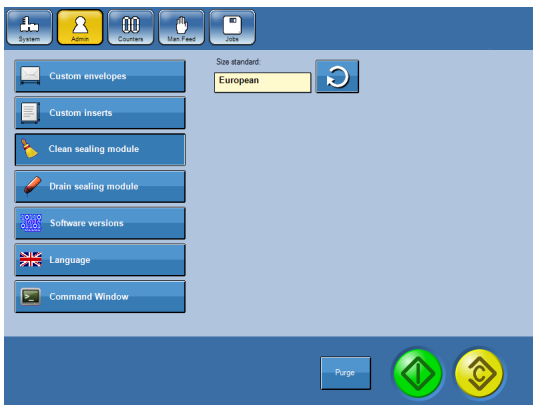 System
Admin
Counters
Man.Feed
Jobs
Size standard:
European
Custom envelopes
Custom inserts
Clean sealing module
Drain sealing module
Software versions
Language
Command Window
Purge
C